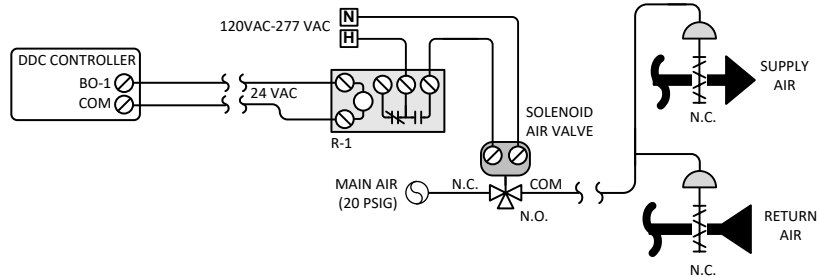 120VAC-277 VAC
N
H
DDC CONTROLLER
BO-1
COM
24 VAC
R-1
SOLENOID
AIR VALVE
SUPPLY
AIR
N.C.
MAIN AIR
(20 PSIG)
N.C.
COM
N.O.
RETURN
AIR
N.C.